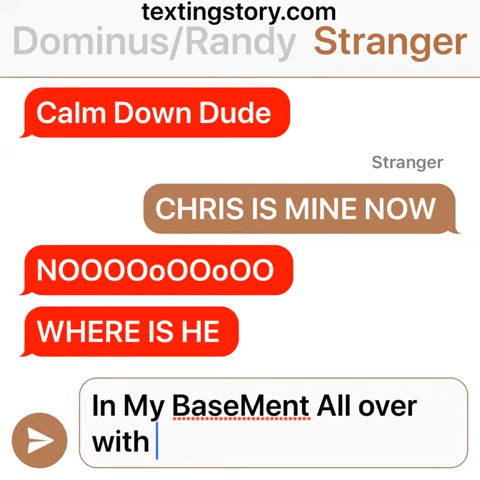 textingstory.com
Dominus/Randy Stranger
Calm Down Dude
Stranger
CHRIS IS MINE NOW
NOOOOoOOoOO
WHERE IS HE
In My BaseMent All over
with